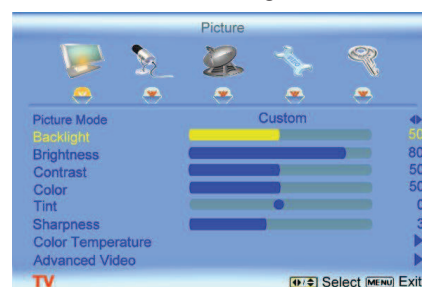 Picture
Picture Mode Custom
Backlight 50
Brightness 80
Contrast 50
Color 50
Tint 0
Sharpness 3
Color Temperature
Advanced Video
TV Select MENU Exit